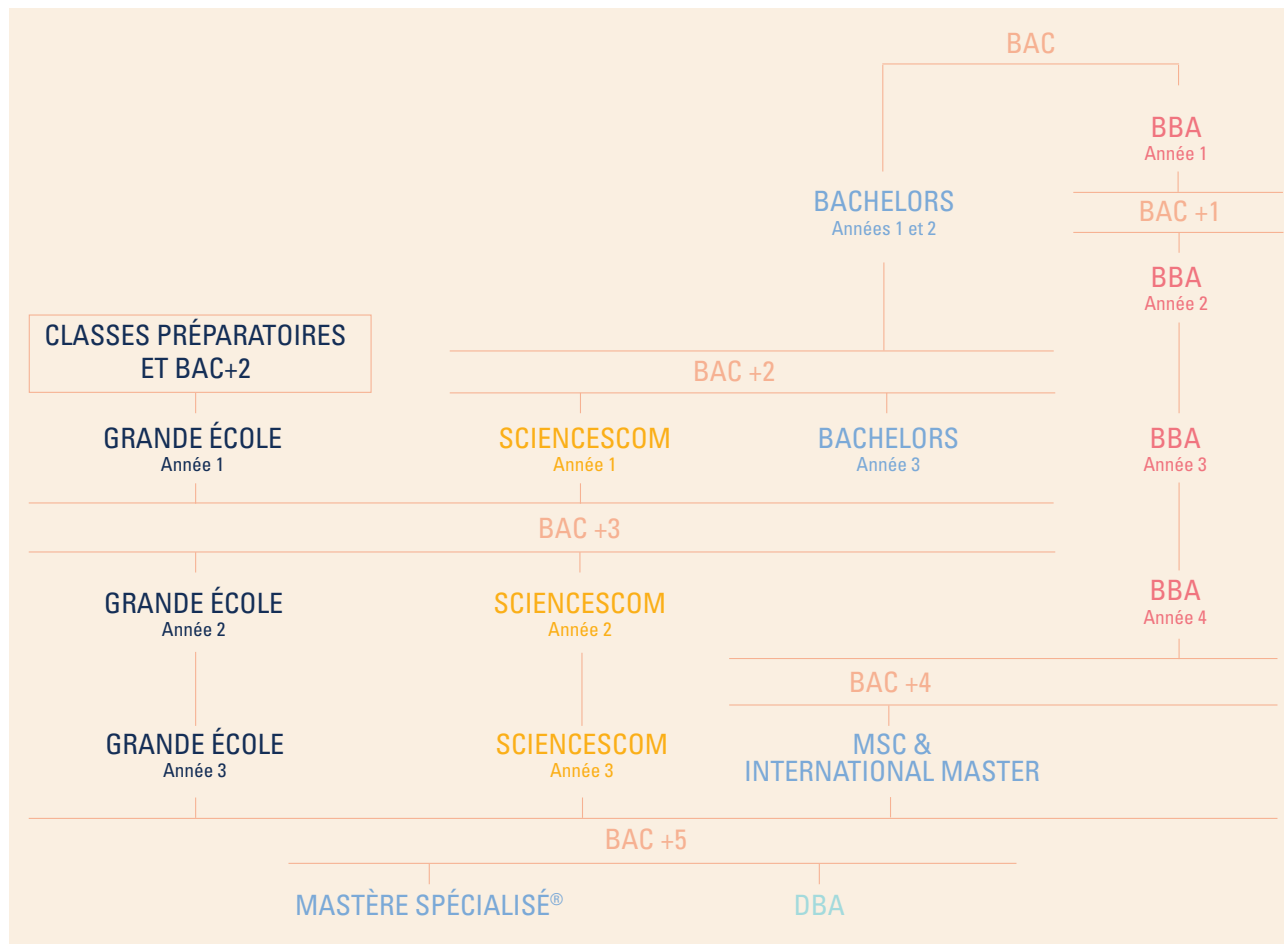 BAC
BBA
Année 1
BACHELORS
Années 1 et 2
BAC +1
BBA
Année 2
CLASSES PRÉPARATOIRES
ET BAC+2
BAC +2
GRANDE ÉCOLE
Année 1
SCIENCESCOM
Année 1
BACHELORS
Année 3
BBA
Année 3
BAC +3
GRANDE ÉCOLE
Année 2
SCIENCESCOM
Année 2
BBA
Année 4
BAC +4
GRANDE ÉCOLE
Année 3
SCIENCESCOM
Année 3
MSC &
INTERNATIONAL MASTER
BAC +5
MASTÈRE SPÉCIALISÉ®
DBA